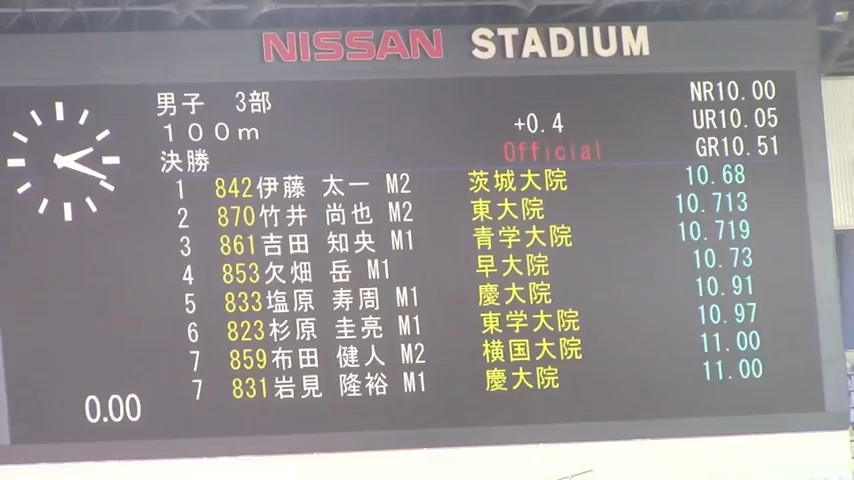 NISSAN STADIUM
男子 3部 NR10.00
100m +0.4 UR10.05
決勝 Official GR10.51
1 842伊藤 太一 M2 茨城大院 10.68
2 870竹井 尚也 M2 東大院 10.713
3 861吉田 知央 M1 青学大院 10.719
4 853欠畑 岳 M1 早大院 10.73
5 833塩原 寿周 M1 慶大院 10.91
6 823杉原 圭亮 M1 東学大院 10.97
7 859布田 健人 M2 横国大院 11.00
7 831岩見 隆裕 M1 慶大院 11.00
0.00